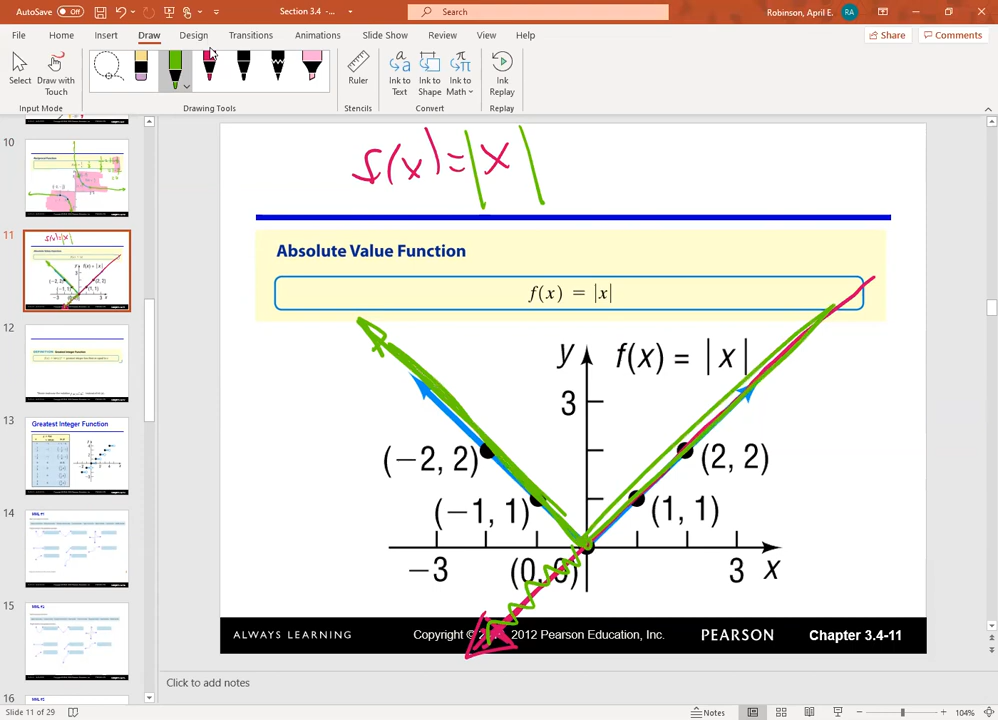 AutoSave Off
Section 3.4 -
Search
Robinson, April E.
RA
File Home Insert Draw Design Transitions Animations Slide Show Review View Help
Share Comments
Select
Draw with Touch
Ruler
Ink to Text
Ink to Shape
Ink to Math
Ink Replay
Input Mode
Drawing Tools
Stencils
Convert
Replay
10
11
12
13
Greatest Integer Function
14
15
16
f(x) = |x|
Absolute Value Function
f(x) = |x|
y
f(x) = | x |
3
(−2, 2)
(2, 2)
(−1, 1)
(1, 1)
−3
(0, 0)
3
x
ALWAYS LEARNING
Copyright © 2012 Pearson Education, Inc.
PEARSON
Chapter 3.4-11
Click to add notes
Slide 11 of 29
Notes
104%